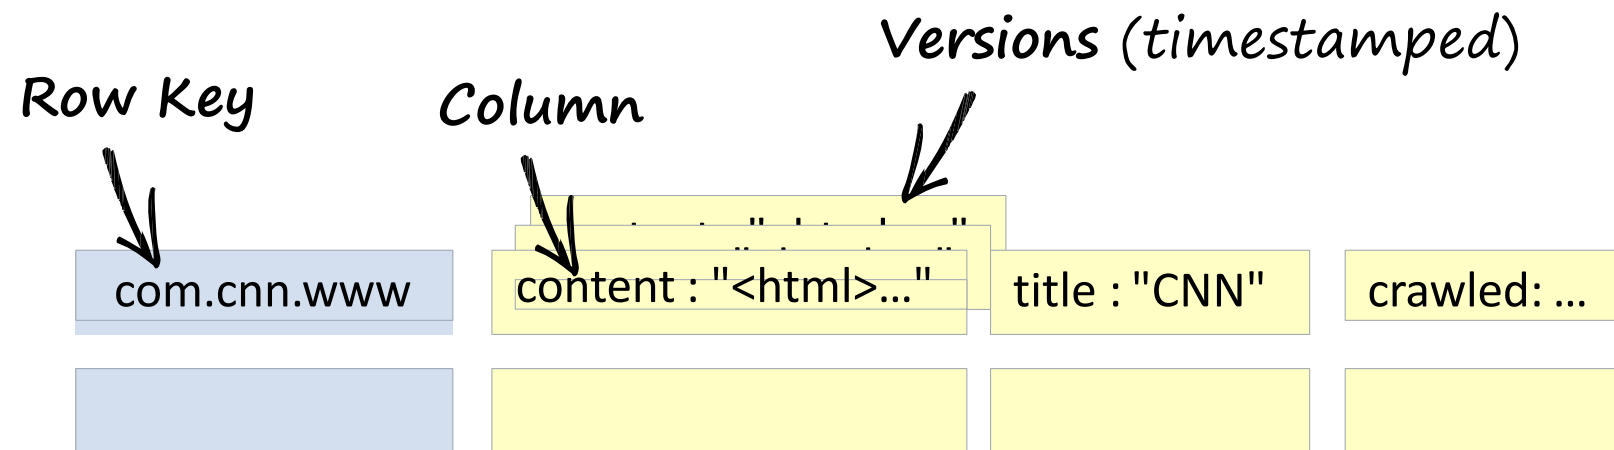 Versions (timestamped)
Row Key
Column
com.cnn.www
content : "<html>…"
title : "CNN"
crawled: …